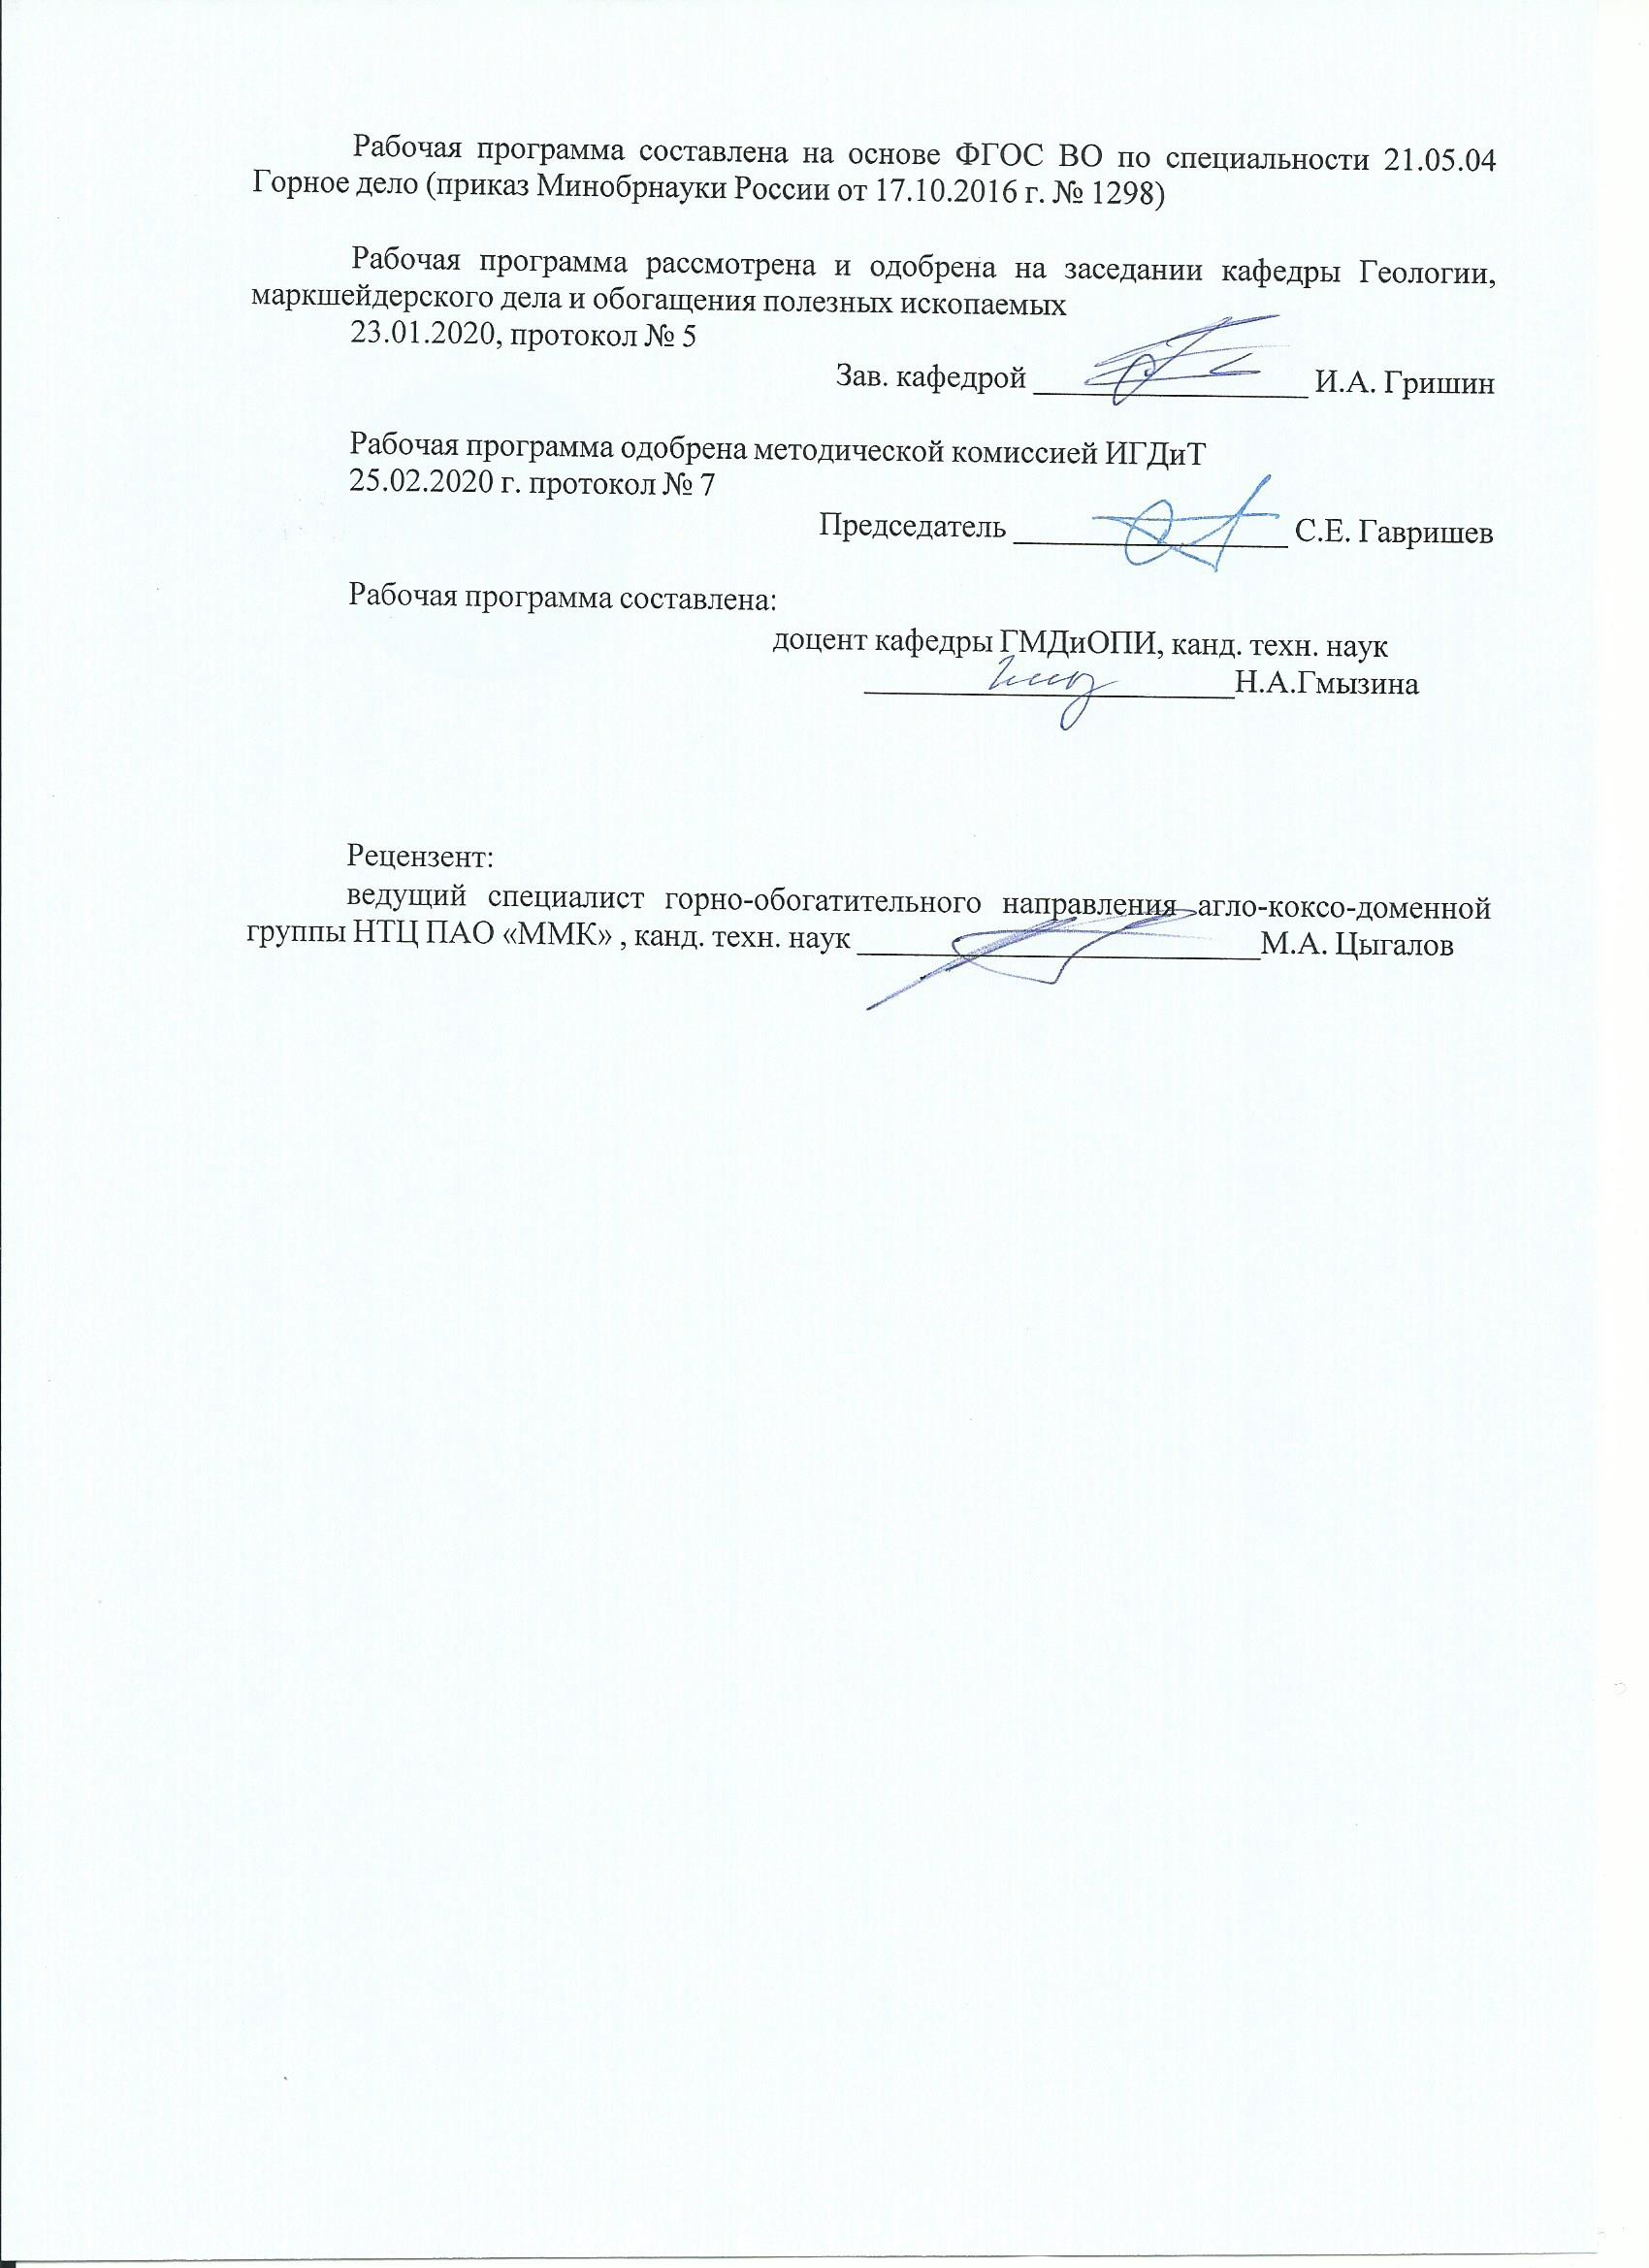 Рабочая программа составлена на основе ФГОС ВО по специальности 21.05.04
Горное дело (приказ Минобрнауки России от 17.10.2016 г. № 1298)
Рабочая программа рассмотрена и одобрена на заседании кафедры Геологии,
маркшейдерского дела и обогащения полезных ископаемых
23.01.2020, протокол № 5
Зав. кафедрой _________________ И.А. Гришин
Рабочая программа одобрена методической комиссией ИГДиТ
25.02.2020 г. протокол № 7
Председатель _________________ С.Е. Гавришев
Рабочая программа составлена:
доцент кафедры ГМДиОПИ, канд. техн. наук
_______________________Н.А.Гмызина
Рецензент:
ведущий специалист горно-обогатительного направления агло-коксо-доменной
группы НТЦ ПАО «ММК» , канд. техн. наук _________________________М.А. Цыгалов